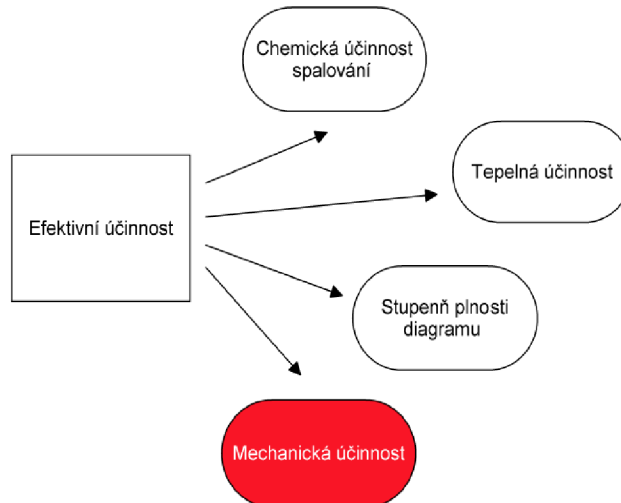 Chemická účinnost
spalování
Tepelná účinnost
Efektivní účinnost
Stupeň plnosti
diagramu
Mechanická účinnost